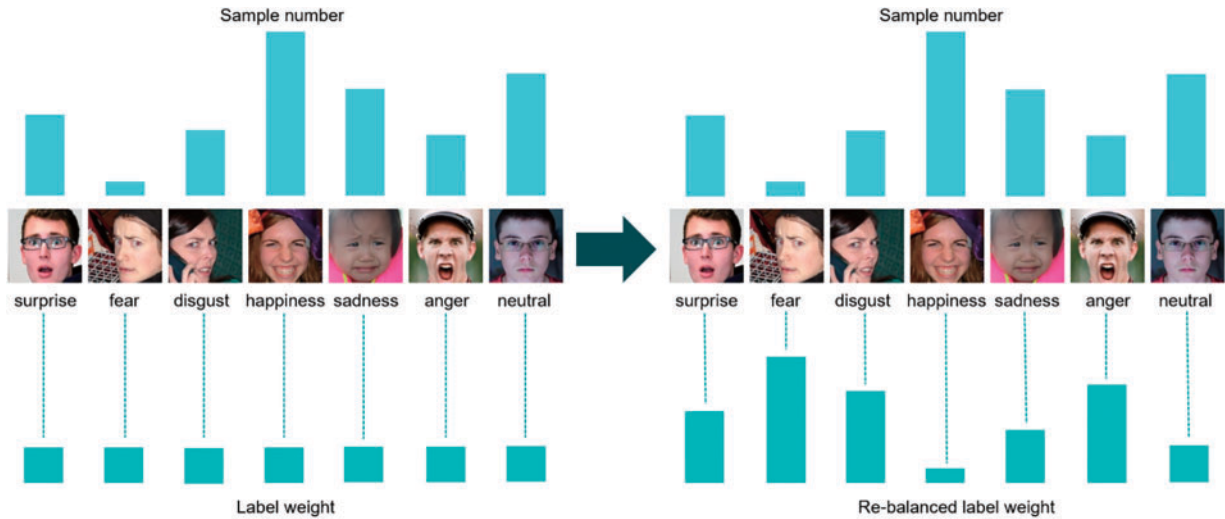 Sample number
Sample number
surprise fear disgust happiness sadness anger neutral
surprise fear disgust happiness sadness anger neutral
Label weight
Re-balanced label weight